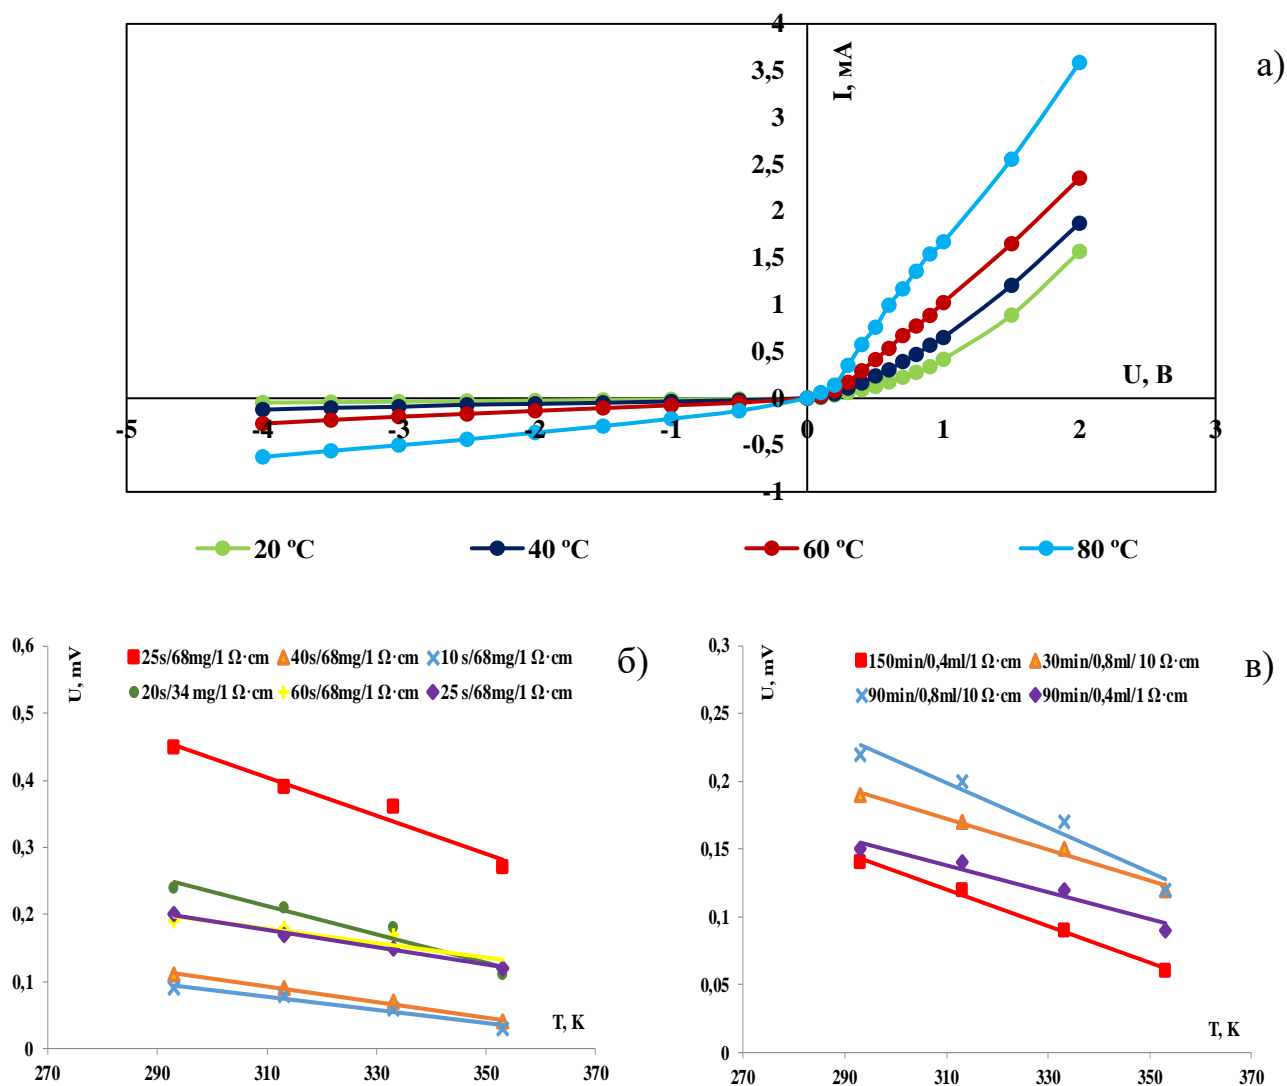 4
I, мА
а)
3,5
3
2,5
2
1,5
1
0,5
U, В
0
-5
-4
-3
-2
-1
0
1
2
3
-0,5
-1
20 ºC
40 ºC
60 ºC
80 ºC
0,6
U, mV
25s/68mg/1 Ω·cm
40s/68mg/1 Ω·cm
10 s/68mg/1 Ω·cm
б)
20s/34 mg/1 Ω·cm
60s/68mg/1 Ω·cm
25 s/68mg/1 Ω·cm
0,5
0,4
0,3
0,2
0,1
T, K
0
270
290
310
330
350
370
0,3
U, mV
150min/0,4ml/1 Ω·cm
30min/0,8ml/ 10 Ω·cm
в)
90min/0,8ml/10 Ω·cm
90min/0,4ml/1 Ω·cm
0,25
0,2
0,15
0,1
0,05
T, K
0
270
290
310
330
350
370